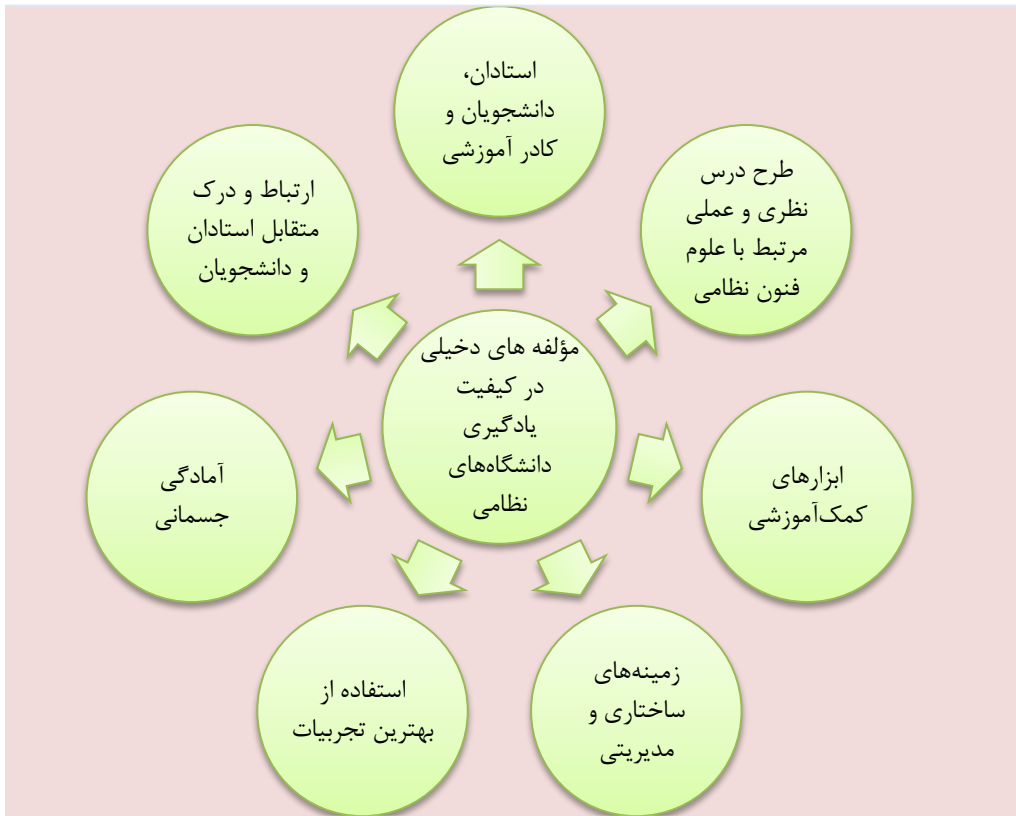 استادان،
دانشجویان و
کادر آموزشی
طرح درس
نظری و عملی
مرتبط با علوم
فنون نظامی
ابزارهای
کمک‌آموزشی
زمینه‌های
ساختاری و
مدیریتی
استفاده از
بهترین تجربیات
آمادگی
جسمانی
ارتباط و درک
متقابل استادان
و دانشجویان
مؤلفه های دخیلی
در کیفیت
یادگیری
دانشگاه‌های
نظامی